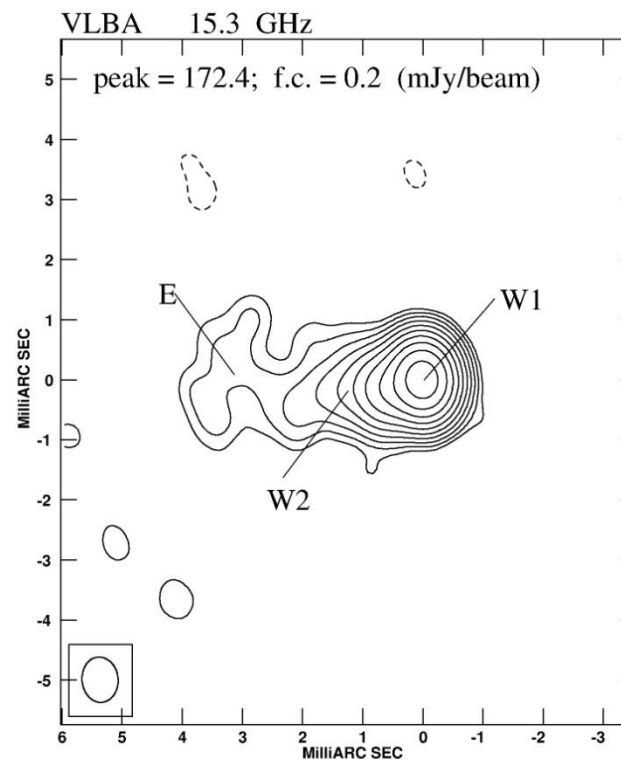 VLBA 15.3 GHz
peak = 172.4; f.c. = 0.2 (mJy/beam)
5
4
3
2
1
0
-1
-2
-3
-4
-5
MilliARC SEC
E
W1
W2
6 5 4 3 2 1 0 -1 -2 -3
MilliARC SEC